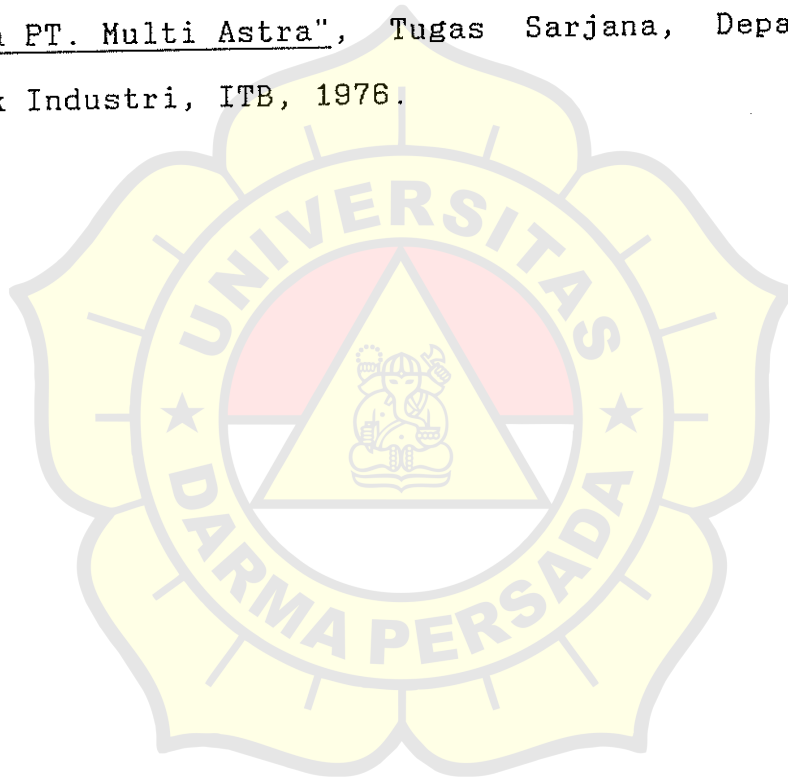 PT. Multi Astra", Tugas Sarjana, Depa
Industri, ITB, 1976.
UNIVERSITAS
DARMA PERSADA